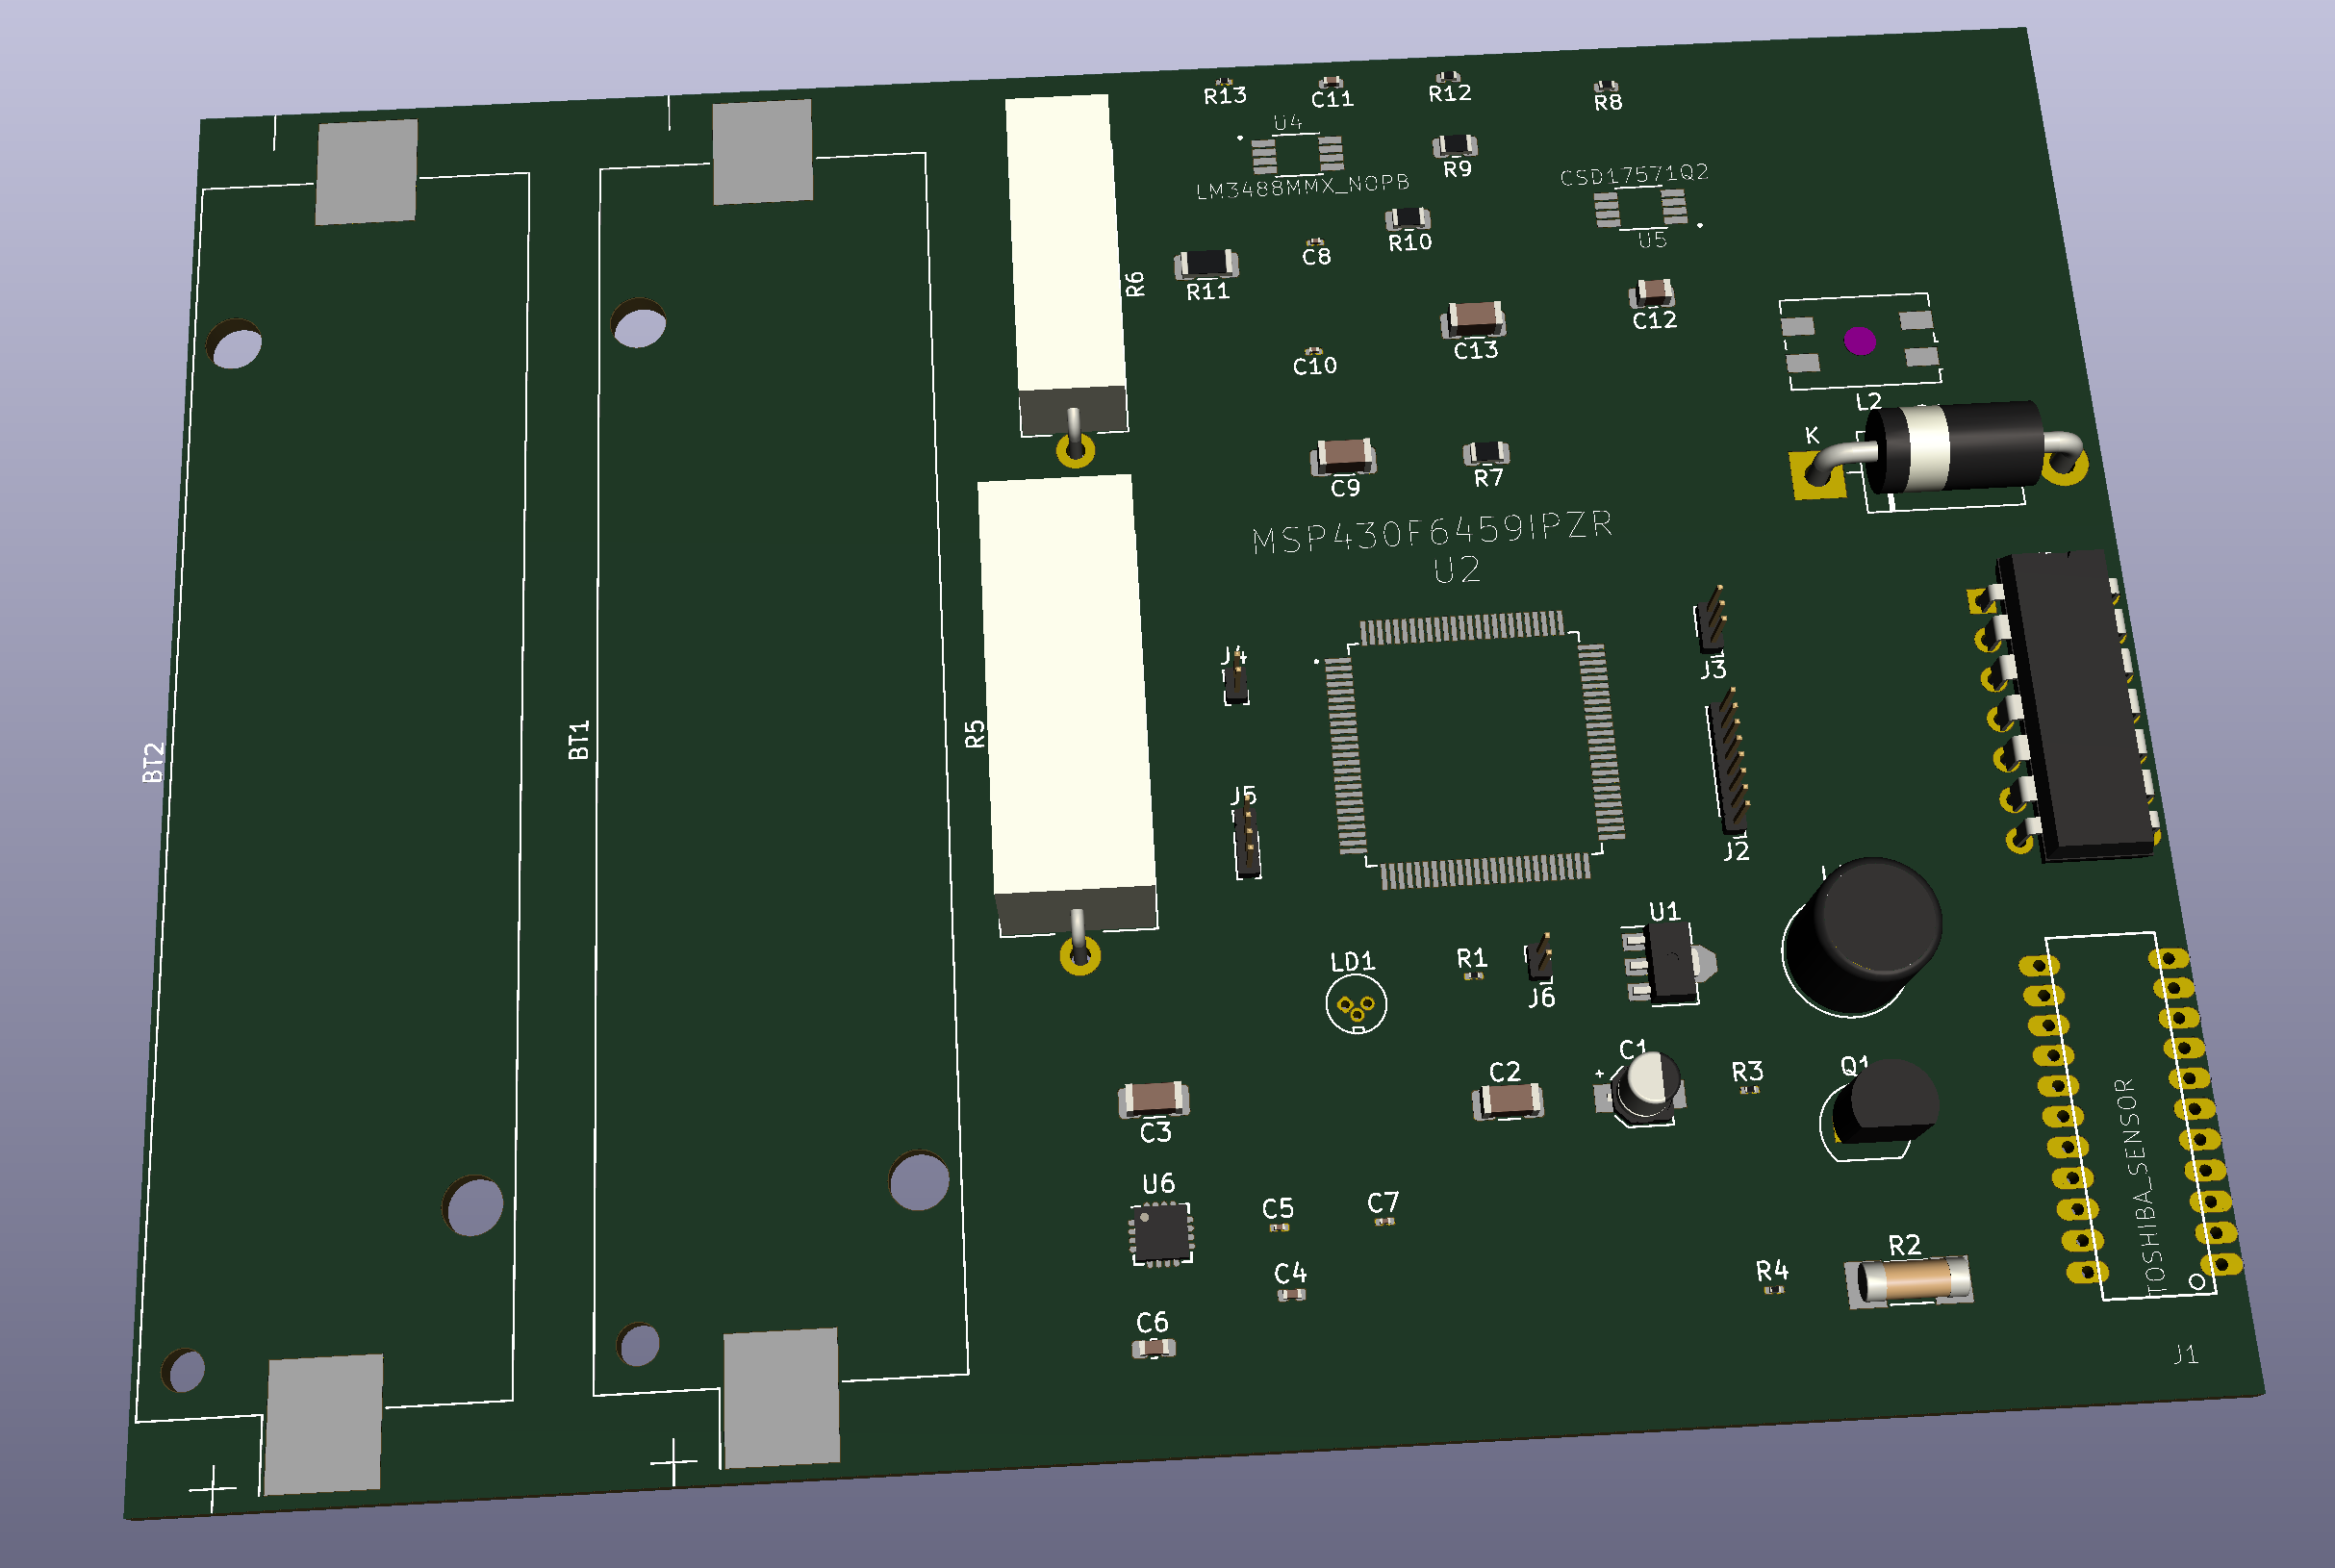 R13
C11
R12
R8
U4
LM3488MMX_NOPB
R9
CSD17571Q2
U5
R10
C8
R11
R6
C12
C13
C10
L2
K
C9
R7
MSP430F6459IPZR
U2
J4
J3
BT2
BT1
R5
J5
J2
U1
LD1
R1
J6
C1
+
C2
R3
Q1
C3
TOSHIBA_SENSOR
U6
C5
C7
R2
C4
R4
C6
J1